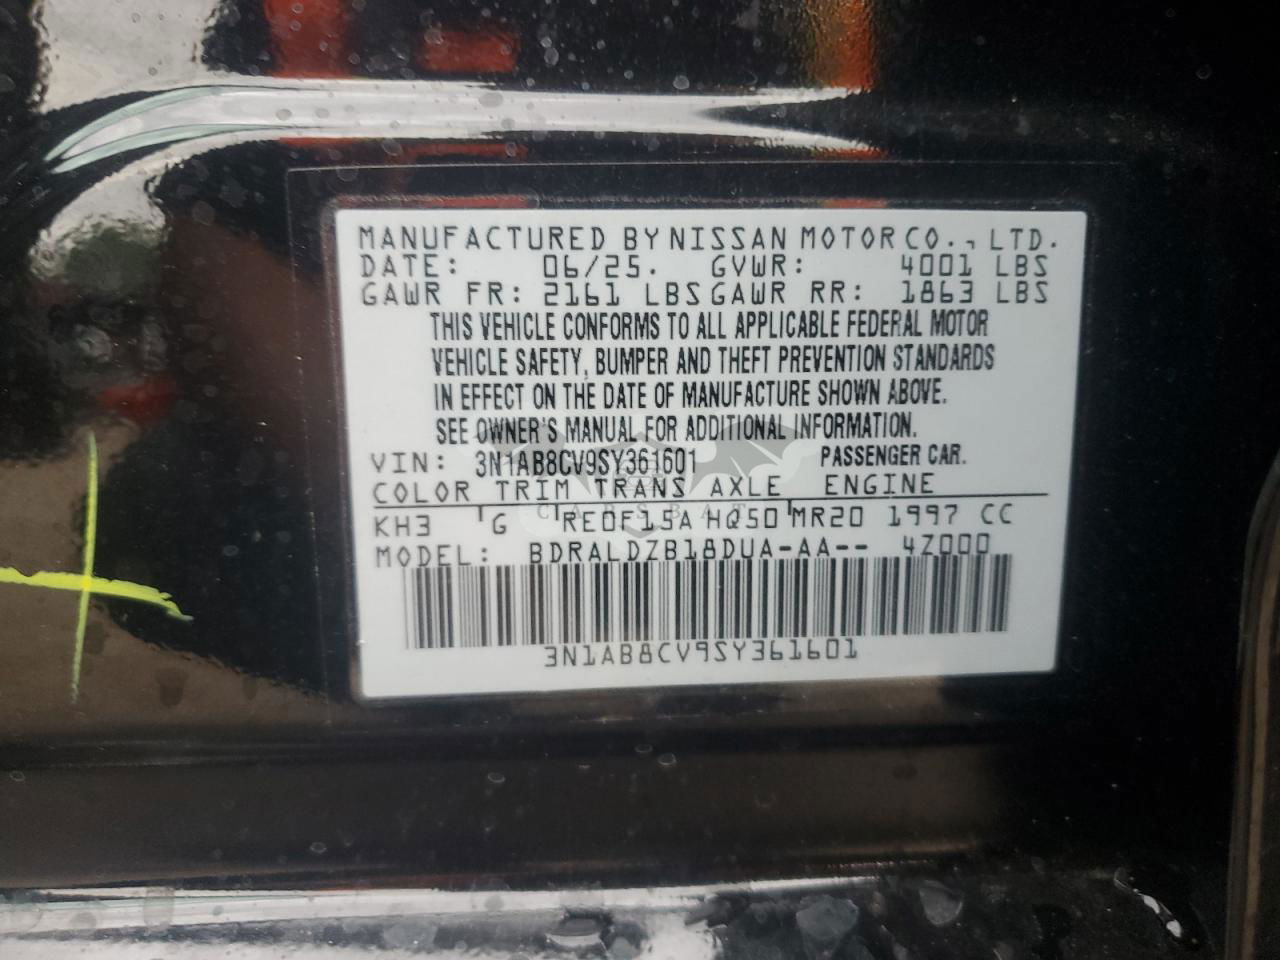 MANUFACTURED BY NISSAN MOTOR CO., LTD.
DATE: 06/25. GVWR: 4001 LBS
GAWR FR: 2161 LBS GAWR RR: 1863 LBS
THIS VEHICLE CONFORMS TO ALL APPLICABLE FEDERAL MOTOR
VEHICLE SAFETY, BUMPER AND THEFT PREVENTION STANDARDS
IN EFFECT ON THE DATE OF MANUFACTURE SHOWN ABOVE.
SEE OWNER'S MANUAL FOR ADDITIONAL INFORMATION.
VIN: 3N1AB8CV9SY361601 PASSENGER CAR.
COLOR TRIM TRANS AXLE ENGINE
CARSBAT
KH3 G RE0F15A HQ50 MR20 1997 CC
MODEL: BDRALDZB18DUA-AA-- 4Z000
3N1AB8CV9SY361601